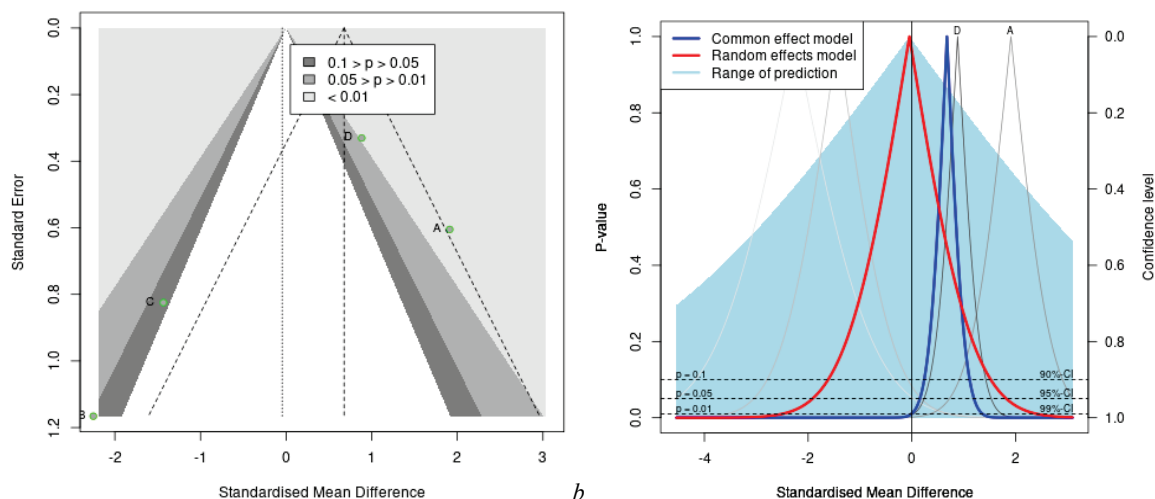 0.1 > p > 0.05
0.05 > p > 0.01
< 0.01
D
A
C
B
0.0
0.2
0.4
0.6
0.8
1.0
1.2
Standard Error
-2
-1
0
1
2
3
Standardised Mean Difference
b
Common effect model
Random effects model
Range of prediction
D
A
1.0
0.8
0.6
0.4
0.2
0.0
P-value
0.0
0.2
0.4
0.6
0.8
1.0
Confidence level
p = 0.1
90%-CI
p = 0.05
95%-CI
p = 0.01
99%-CI
-4
-2
0
2
Standardised Mean Difference